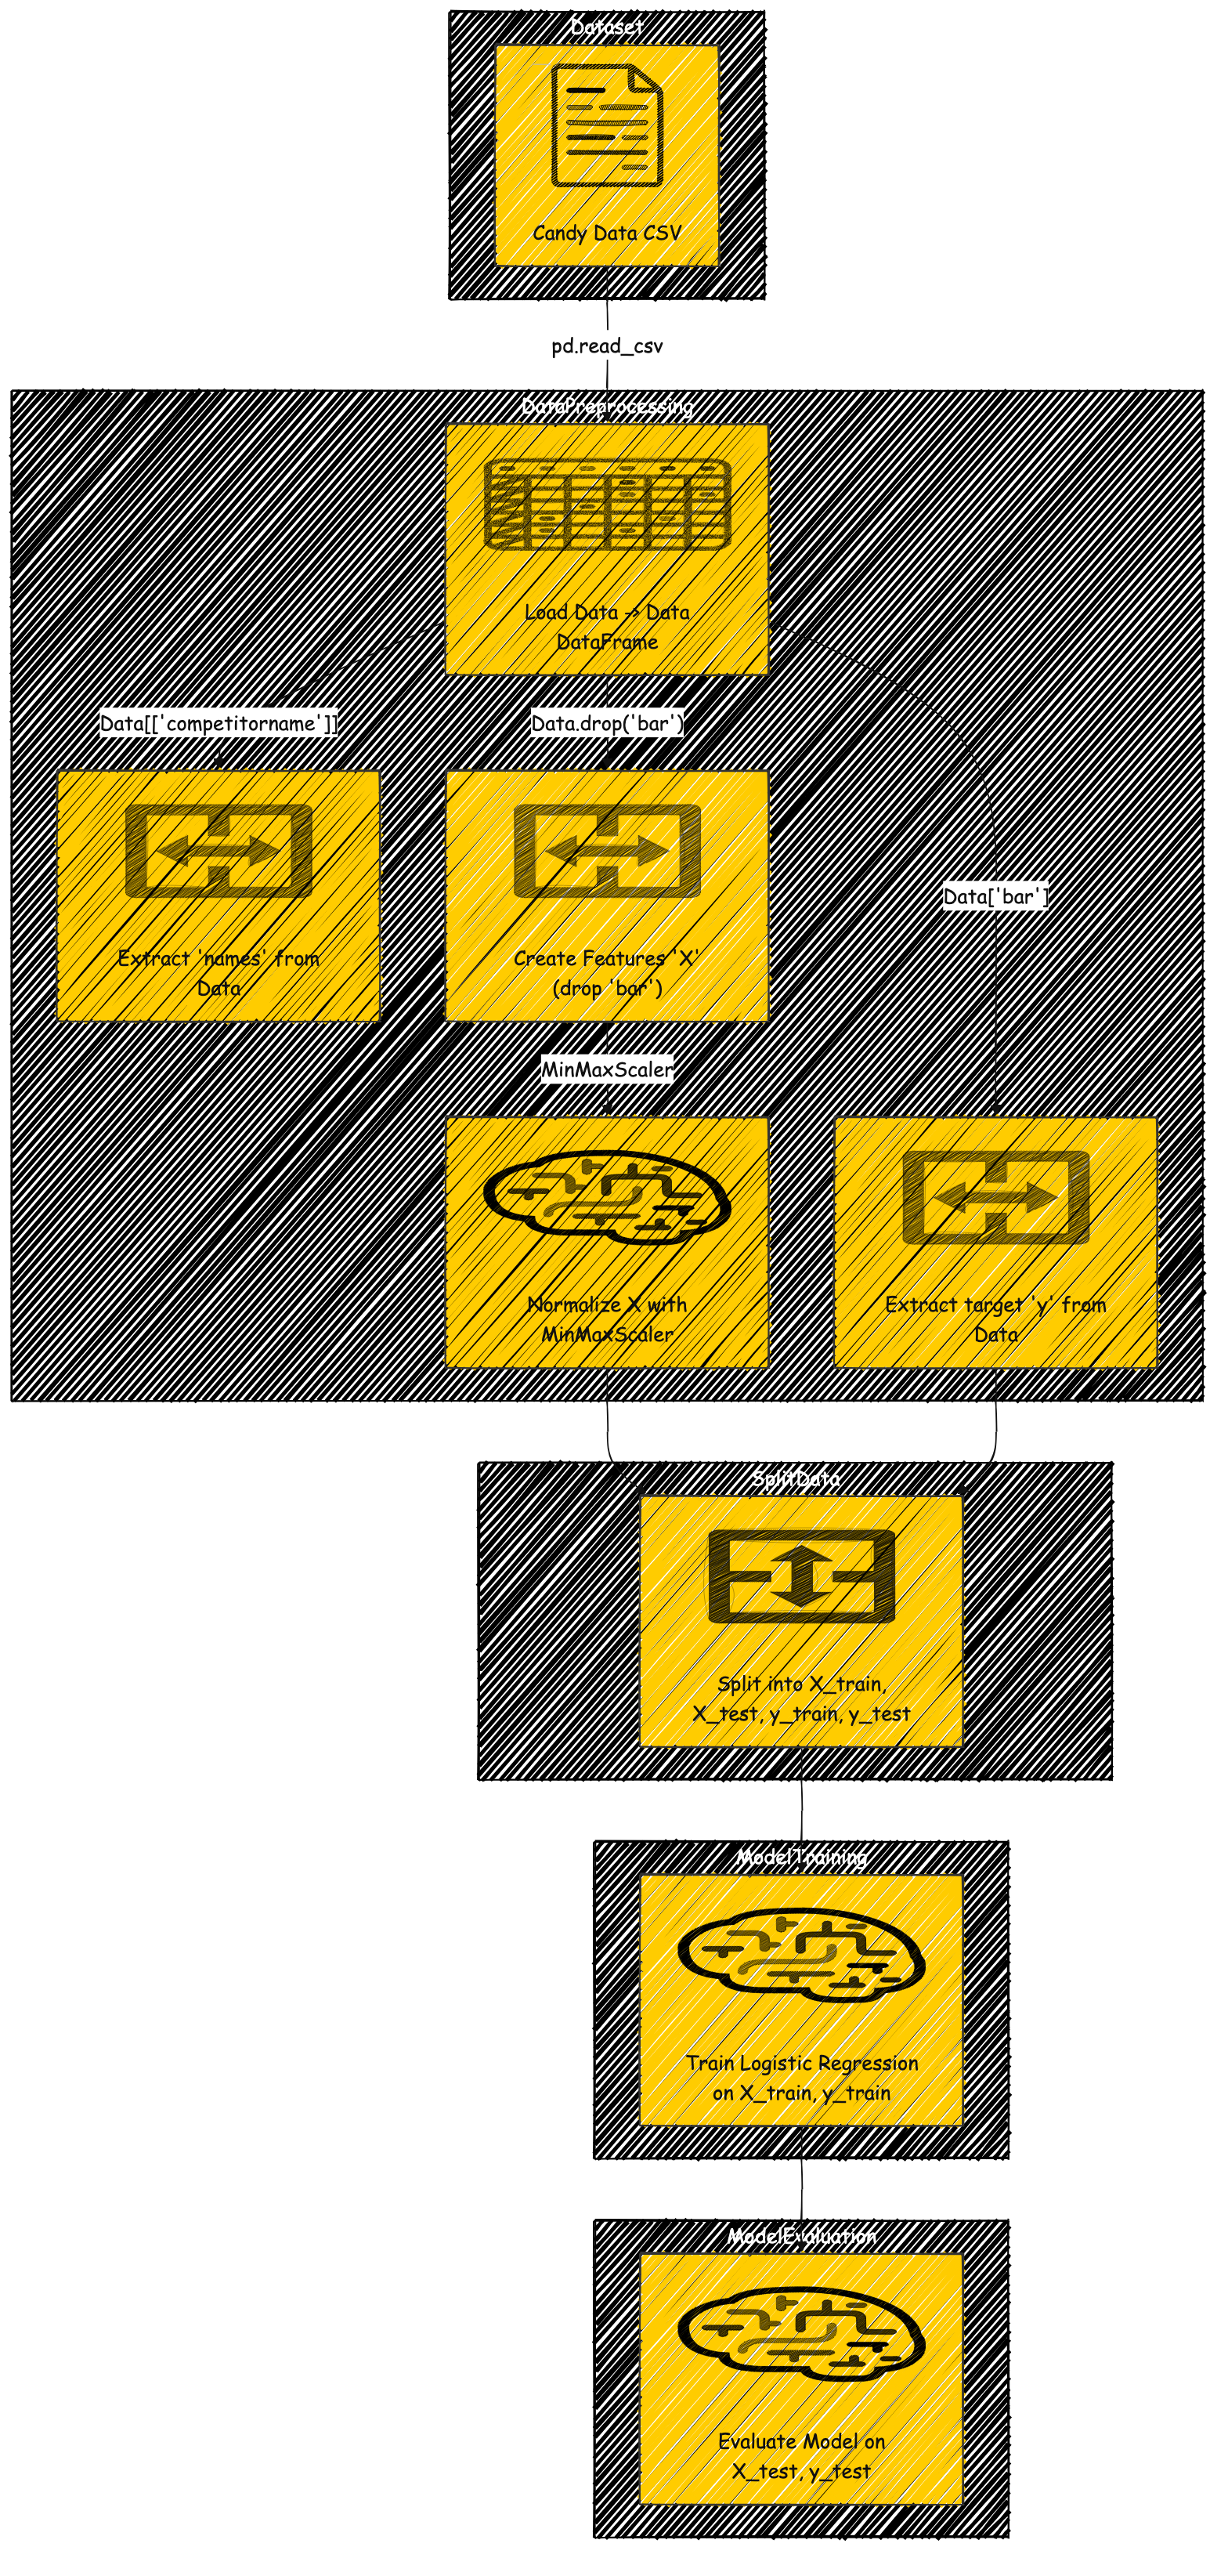 Dataset
Candy Data CSV
pd.read_csv
DataPreprocessing
Load Data -> Data
DataFrame
Data[['competitorname']]
Data.drop('bar')
Data['bar']
Extract 'names' from
Data
Create Features 'X'
(drop 'bar')
MinMaxScaler
Normalize X with
MinMaxScaler
Extract target 'y' from
Data
SplitData
Split into X_train,
X_test, y_train, y_test
ModelTraining
Train Logistic Regression
on X_train, y_train
ModelEvaluation
Evaluate Model on
X_test, y_test